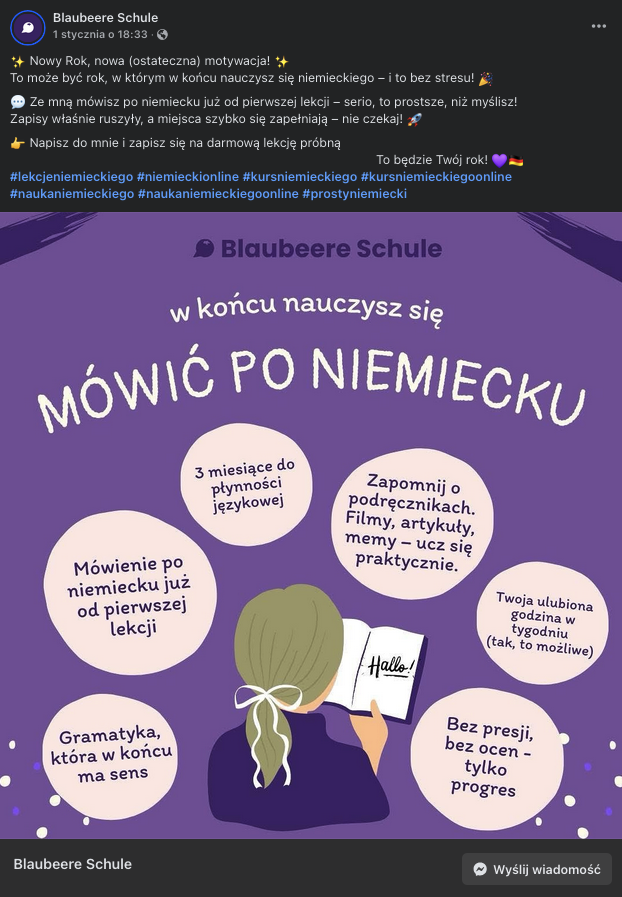 Blaubeere Schule
1 stycznia o 18:33 ·
✨ Nowy Rok, nowa (ostateczna) motywacja! ✨
To może być rok, w którym w końcu nauczysz się niemieckiego – i to bez stresu! 🎉
💬 Ze mną mówisz po niemiecku już od pierwszej lekcji – serio, to prostsze, niż myślisz!
Zapisy właśnie ruszyły, a miejsca szybko się zapełniają – nie czekaj! 🚀
👉 Napisz do mnie i zapisz się na darmową lekcję próbną
To będzie Twój rok! 💜🇩🇪
#lekcjeniemieckiego #niemieckionline #kursniemieckiego #kursniemieckiegoonline
#naukaniemieckiego #naukaniemieckiegoonline #prostyniemiecki
Blaubeere Schule
w końcu nauczysz się
MÓWIĆ PO NIEMIECKU
3 miesiące do
płynności
językowej
Zapomnij o
podręcznikach.
Filmy, artykuły,
memy – ucz się
praktycznie.
Mówienie po
niemiecku już
od pierwszej
lekcji
Twoja ulubiona
godzina w
tygodniu
(tak, to możliwe)
Hallo!
Gramatyka,
która w końcu
ma sens
Bez presji,
bez ocen –
tylko
progres
Blaubeere Schule
Wyślij wiadomość